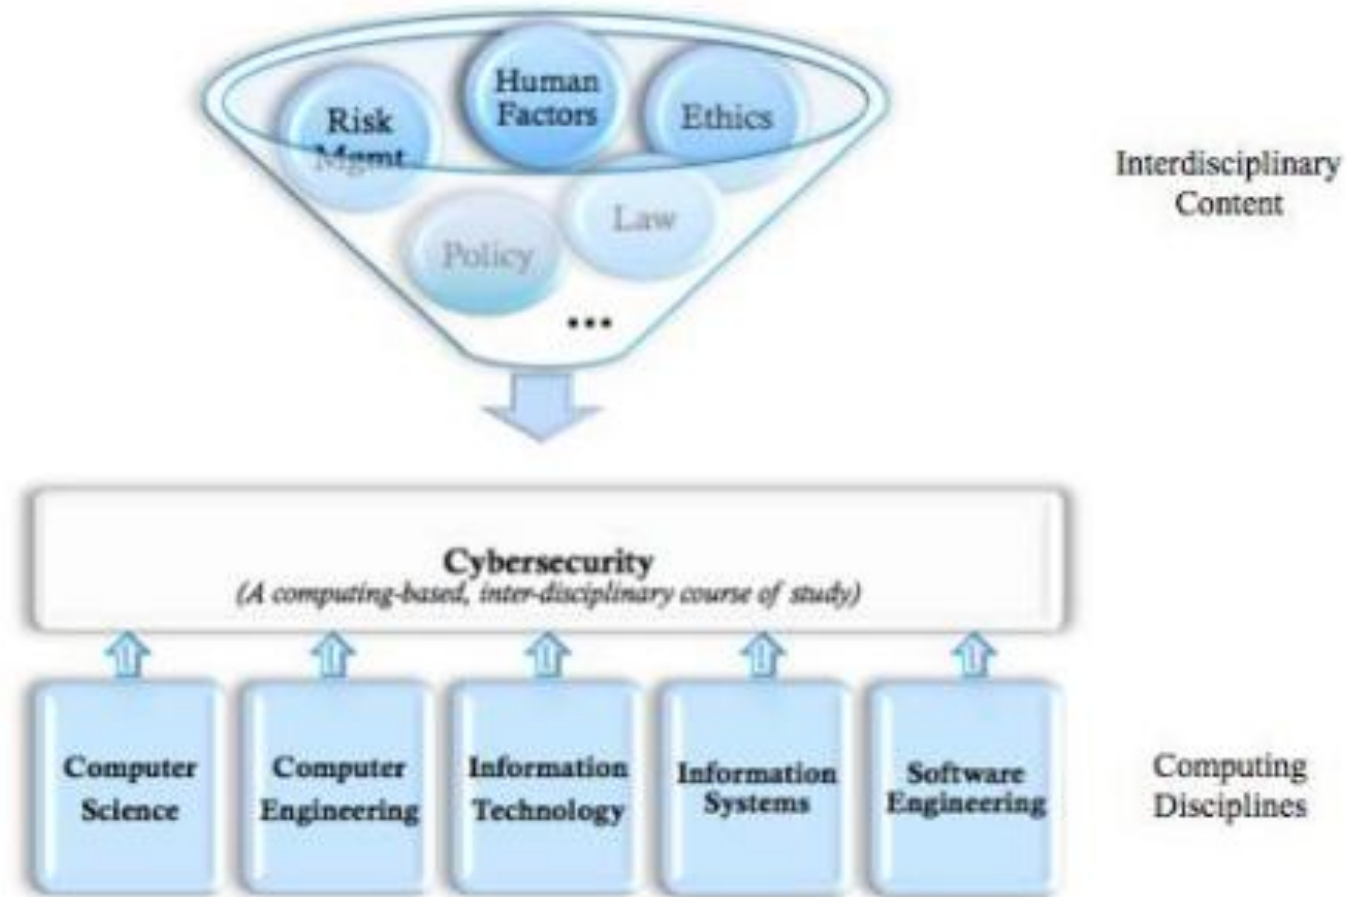 Human
Factors
Risk
Mgmt
Ethics
Law
Policy
...
Interdisciplinary
Content
Cybersecurity
(A computing-based, inter-disciplinary course of study)
Computer
Science
Computer
Engineering
Information
Technology
Information
Systems
Software
Engineering
Computing
Disciplines